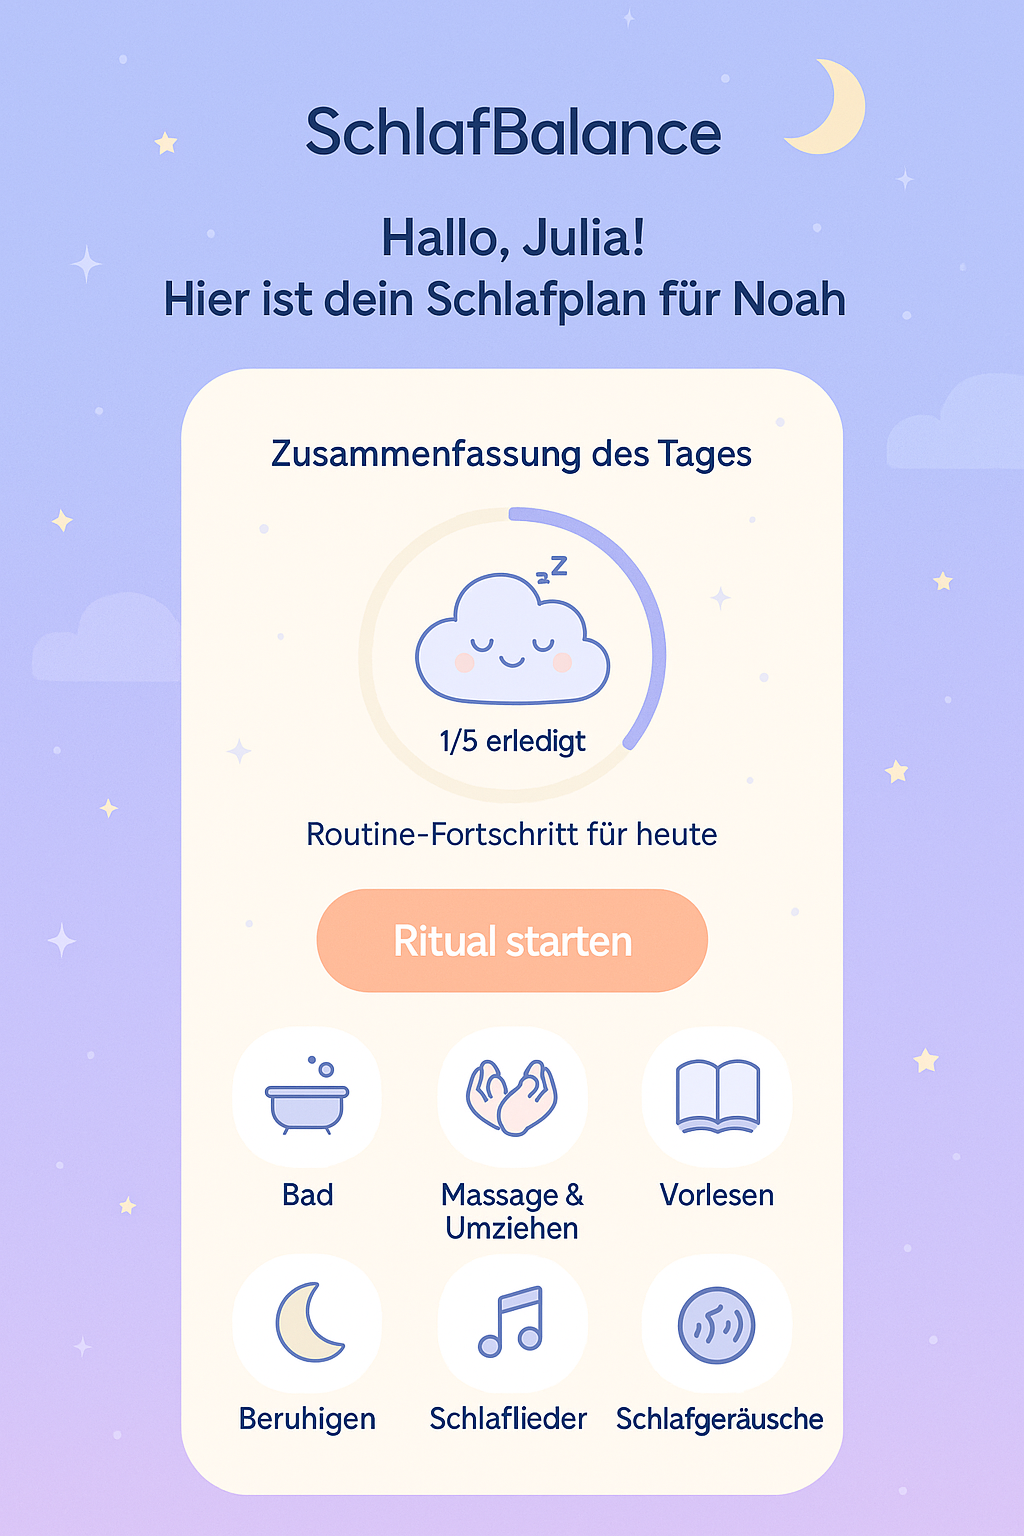 SchlafBalance
Hallo, Julia!
Hier ist dein Schlafplan für Noah
Zusammenfassung des Tages
zZ
1/5 erledigt
Routine-Fortschritt für heute
Ritual starten
Bad
Massage &
Umziehen
Vorlesen
Beruhigen
Schlaflieder
Schlafgeräusche